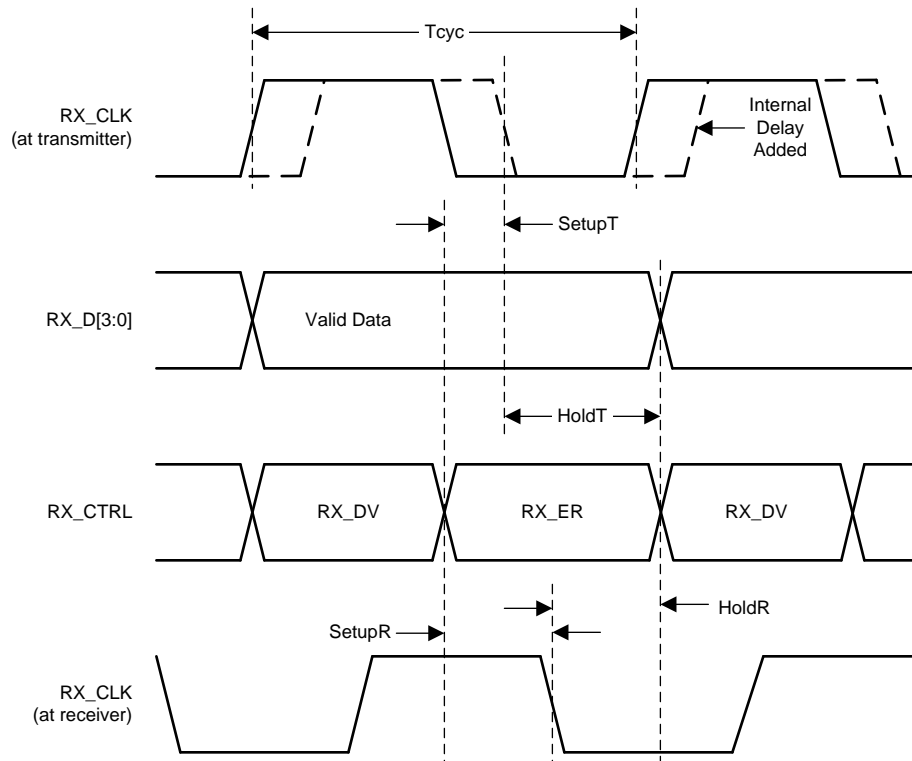 Tcyc
RX_CLK
(at transmitter)
Internal
Delay
Added
SetupT
RX_D[3:0]
Valid Data
HoldT
RX_CTRL
RX_DV
RX_ER
RX_DV
HoldR
SetupR
RX_CLK
(at receiver)